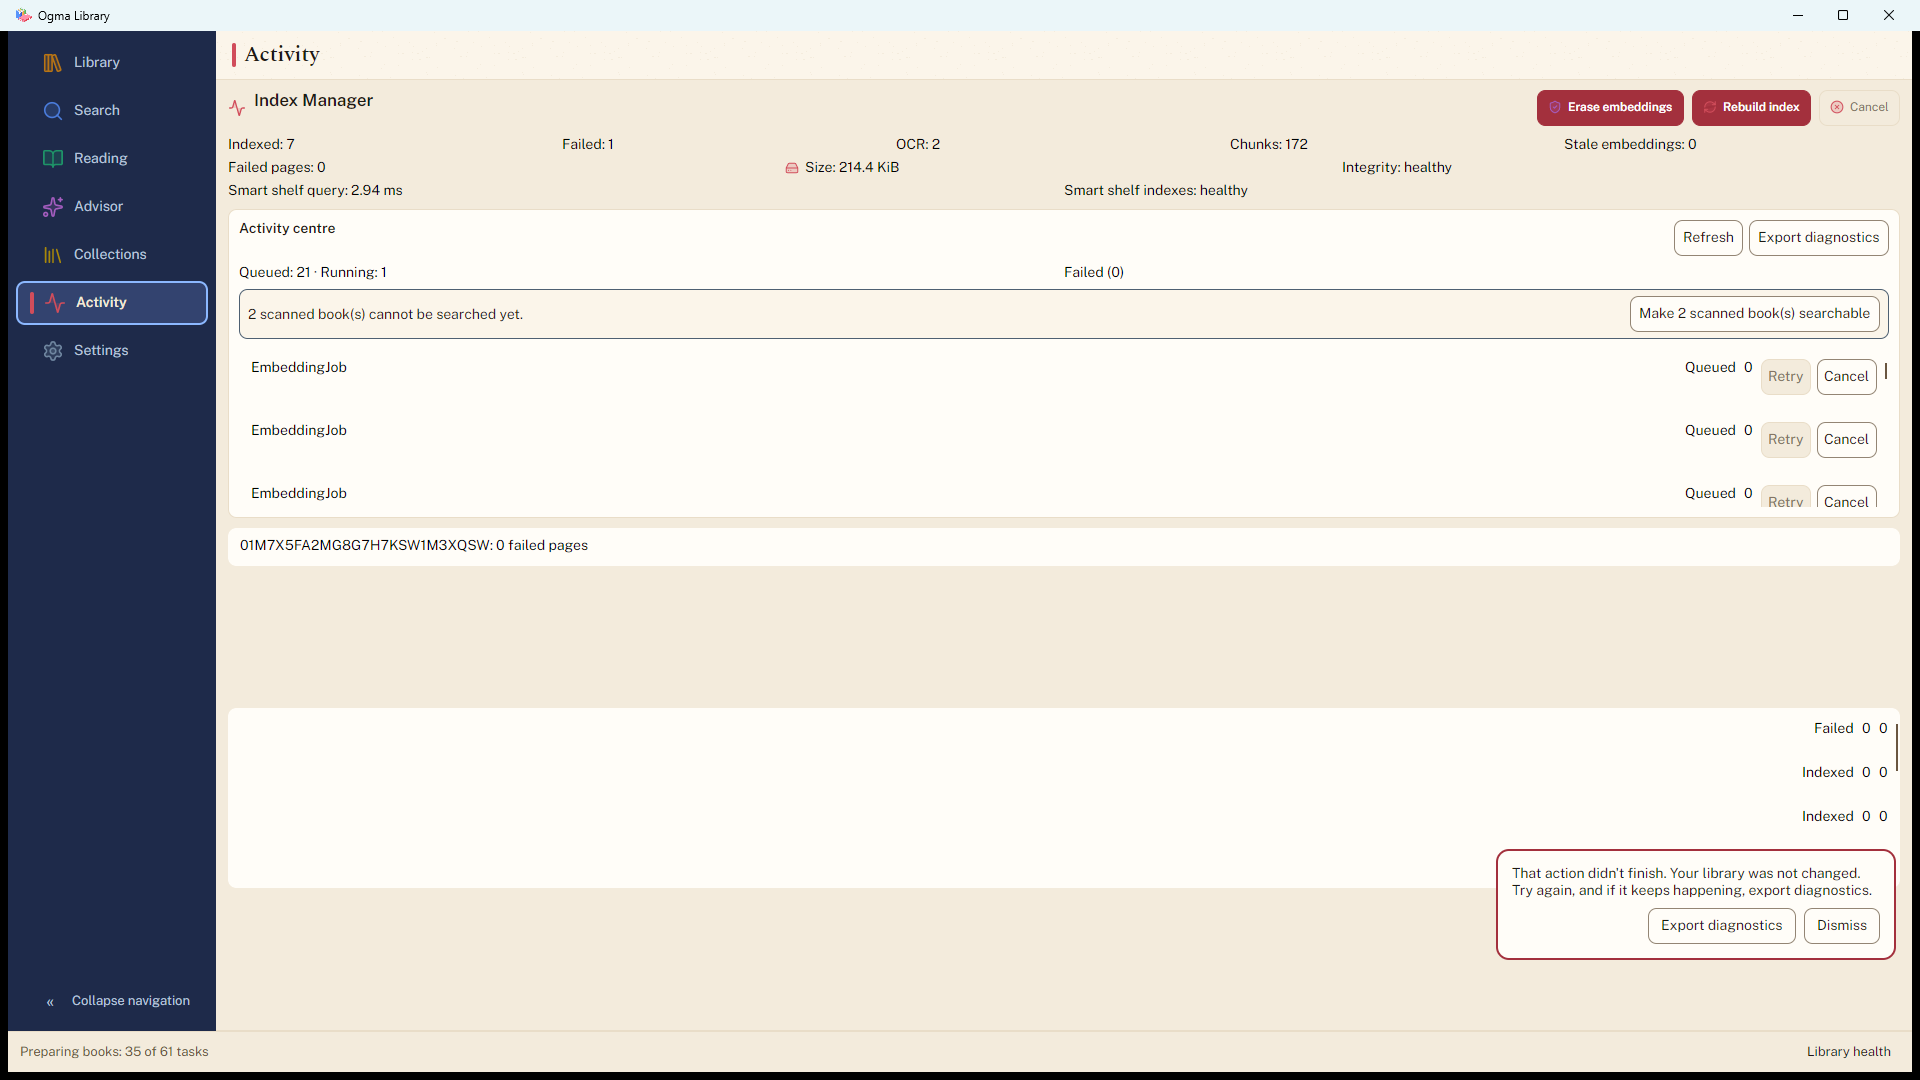 Ogma Library
Library
Search
Reading
Advisor
Collections
Activity
Settings
« Collapse navigation
Activity
Index Manager
Erase embeddings
Rebuild index
Cancel
Indexed: 7
Failed: 1
OCR: 2
Chunks: 172
Stale embeddings: 0
Failed pages: 0
Size: 214.4 KiB
Integrity: healthy
Smart shelf query: 2.94 ms
Smart shelf indexes: healthy
Activity centre
Refresh
Export diagnostics
Queued: 21 · Running: 1
Failed (0)
2 scanned book(s) cannot be searched yet.
Make 2 scanned book(s) searchable
EmbeddingJob
Queued 0
Retry
Cancel
EmbeddingJob
Queued 0
Retry
Cancel
EmbeddingJob
Queued 0
Retry
Cancel
01M7X5FA2MG8G7H7KSW1M3XQSW: 0 failed pages
Failed 0 0
Indexed 0 0
Indexed 0 0
That action didn't finish. Your library was not changed.
Try again, and if it keeps happening, export diagnostics.
Export diagnostics
Dismiss
Preparing books: 35 of 61 tasks
Library health